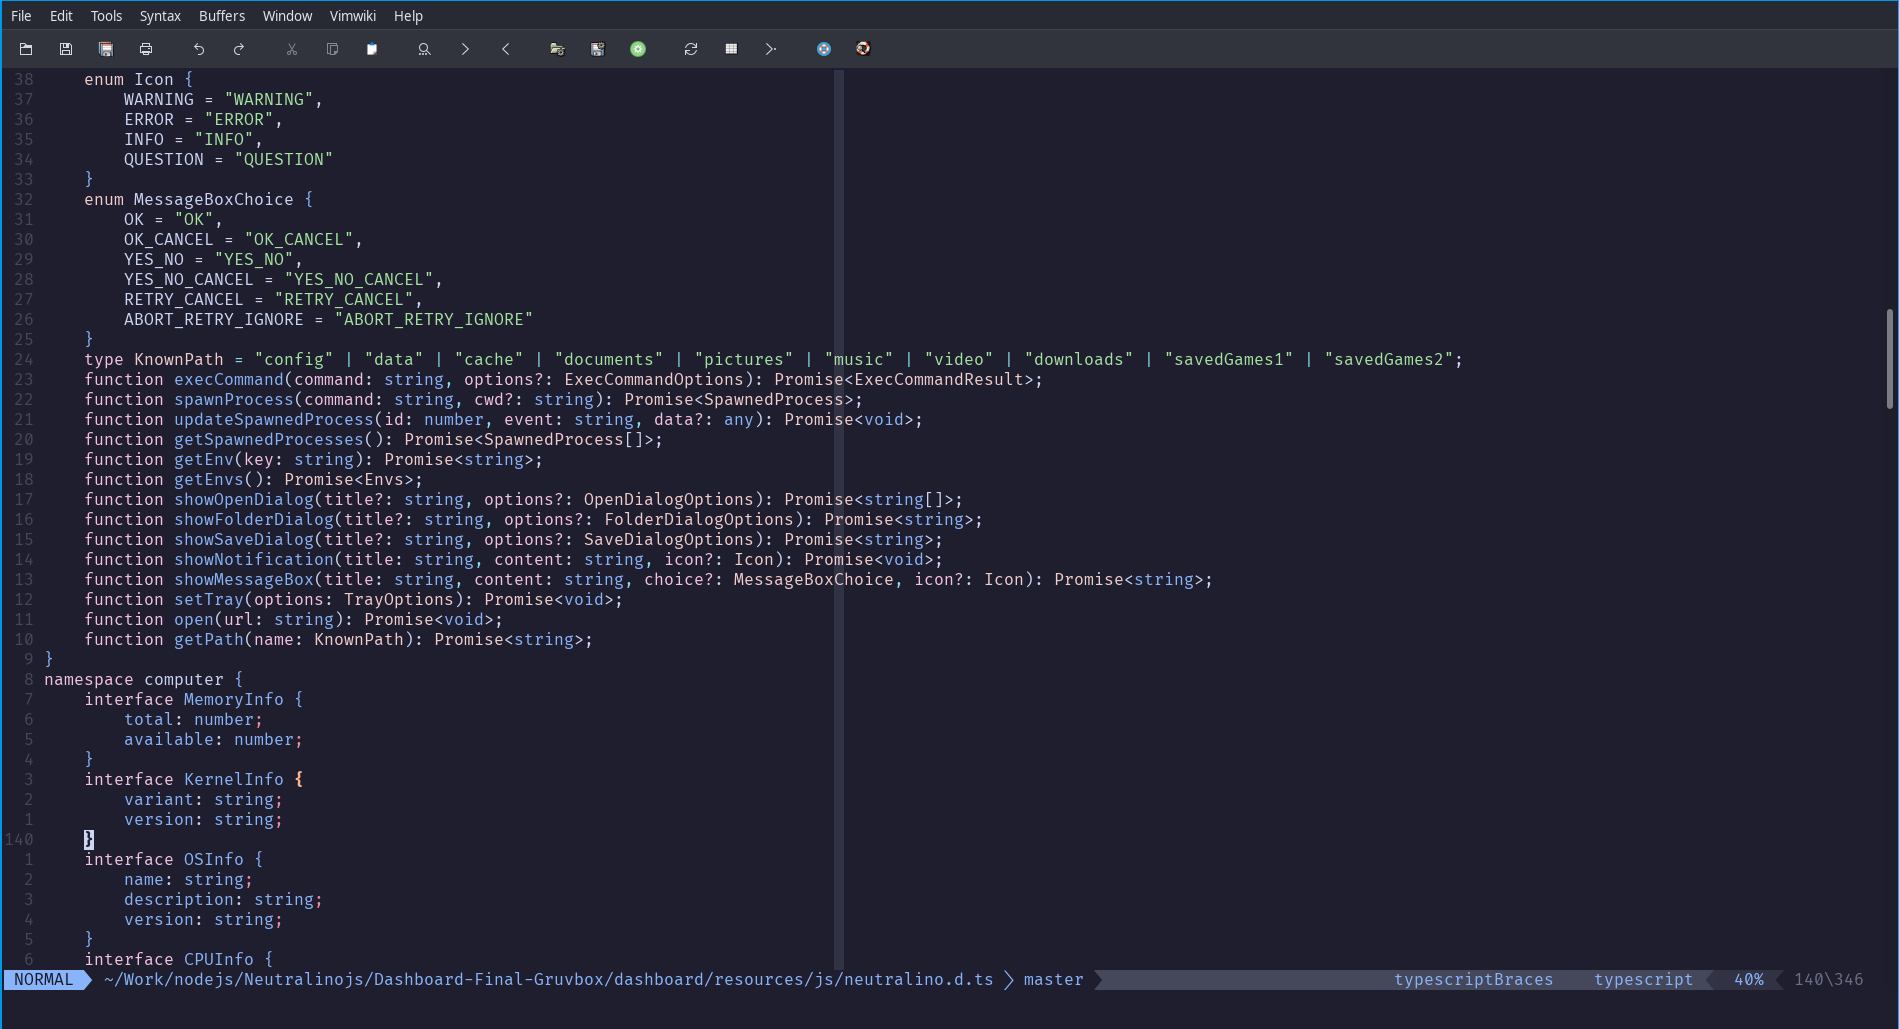 File Edit Tools Syntax Buffers Window Vimwiki Help
38     enum Icon {
37         WARNING = "WARNING",
36         ERROR = "ERROR",
35         INFO = "INFO",
34         QUESTION = "QUESTION"
33     }
32     enum MessageBoxChoice {
31         OK = "OK",
30         OK_CANCEL = "OK_CANCEL",
29         YES_NO = "YES_NO",
28         YES_NO_CANCEL = "YES_NO_CANCEL",
27         RETRY_CANCEL = "RETRY_CANCEL",
26         ABORT_RETRY_IGNORE = "ABORT_RETRY_IGNORE"
25     }
24     type KnownPath = "config" | "data" | "cache" | "documents" | "pictures" | "music" | "video" | "downloads" | "savedGames1" | "savedGames2";
23     function execCommand(command: string, options?: ExecCommandOptions): Promise<ExecCommandResult>;
22     function spawnProcess(command: string, cwd?: string): Promise<SpawnedProcess>;
21     function updateSpawnedProcess(id: number, event: string, data?: any): Promise<void>;
20     function getSpawnedProcesses(): Promise<SpawnedProcess[]>;
19     function getEnv(key: string): Promise<string>;
18     function getEnvs(): Promise<Envs>;
17     function showOpenDialog(title?: string, options?: OpenDialogOptions): Promise<string[]>;
16     function showFolderDialog(title?: string, options?: FolderDialogOptions): Promise<string>;
15     function showSaveDialog(title?: string, options?: SaveDialogOptions): Promise<string>;
14     function showNotification(title: string, content: string, icon?: Icon): Promise<void>;
13     function showMessageBox(title: string, content: string, choice?: MessageBoxChoice, icon?: Icon): Promise<string>;
12     function setTray(options: TrayOptions): Promise<void>;
11     function open(url: string): Promise<void>;
10     function getPath(name: KnownPath): Promise<string>;
9 }
8 namespace computer {
7     interface MemoryInfo {
6         total: number;
5         available: number;
4     }
3     interface KernelInfo {
2         variant: string;
1         version: string;
140     }
1     interface OSInfo {
2         name: string;
3         description: string;
4         version: string;
5     }
6     interface CPUInfo {
NORMAL ~/Work/nodejs/Neutralinojs/Dashboard-Final-Gruvbox/dashboard/resources/js/neutralino.d.ts master typescriptBraces typescript 40% 140\346